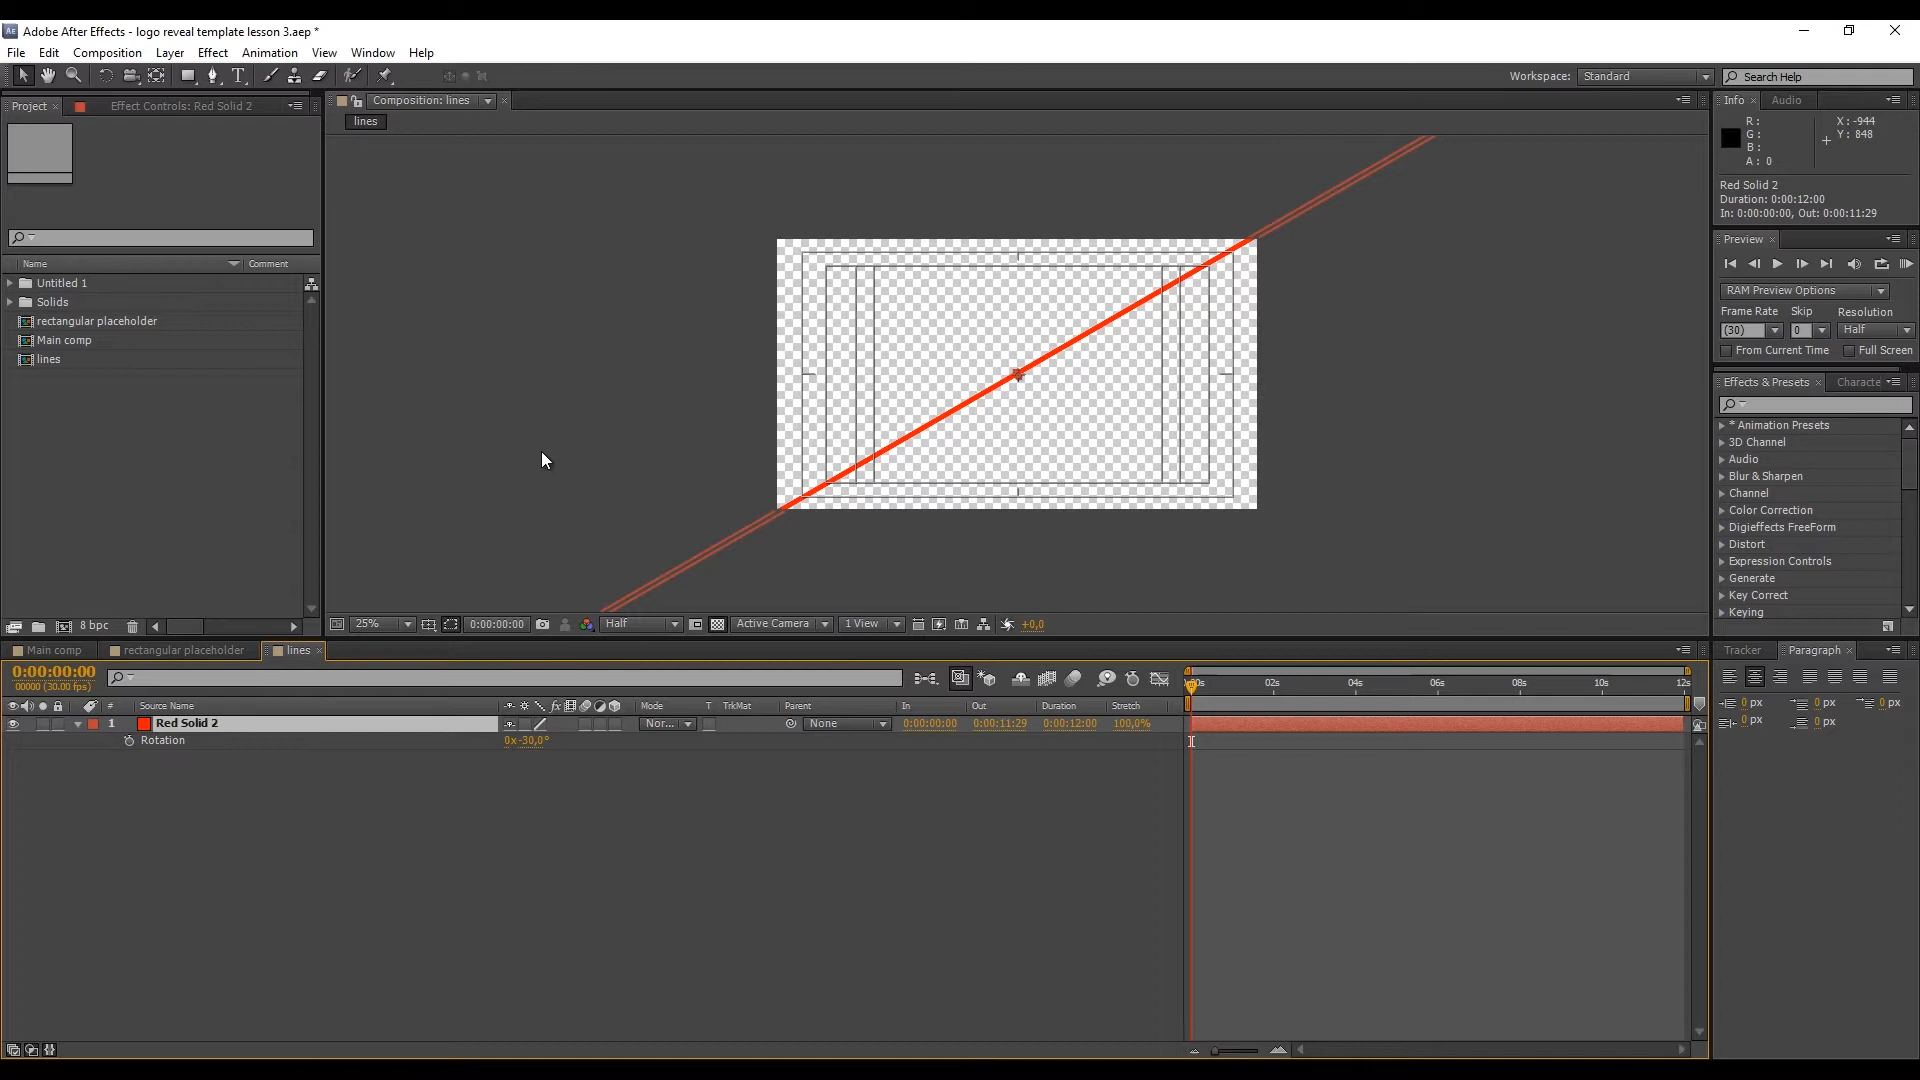 Adobe After Effects - logo reveal template lesson 3.aep *
File Edit Composition Layer Effect Animation View Window Help
Workspace: Standard Search Help
Project Effect Controls: Red Solid 2
Composition: lines
lines
Name Comment
Untitled 1
Solids
rectangular placeholder
Main comp
lines
8 bpc
25% 0:00:00:00 Half Active Camera 1 View +0,0
Info Audio
R :
G :
B :
A : 0
X : -944
Y : 848
Red Solid 2
Duration: 0:00:12:00
In: 0:00:00:00, Out: 0:00:11:29
Preview
RAM Preview Options
Frame Rate Skip Resolution
(30) 0 Half
From Current Time Full Screen
Effects & Presets Characte
* Animation Presets
3D Channel
Audio
Blur & Sharpen
Channel
Color Correction
Digieffects FreeForm
Distort
Expression Controls
Generate
Key Correct
Keying
Main comp rectangular placeholder lines
0:00:00:00
00000 (30.00 fps)
# Source Name Mode T TrkMat Parent In Out Duration Stretch
1 Red Solid 2 Nor... None 0:00:00:00 0:00:11:29 0:00:12:00 100,0%
Rotation 0x-30,0°
02s 04s 06s 08s 10s 12s
Tracker Paragraph
0 px 0 px 0 px
0 px 0 px